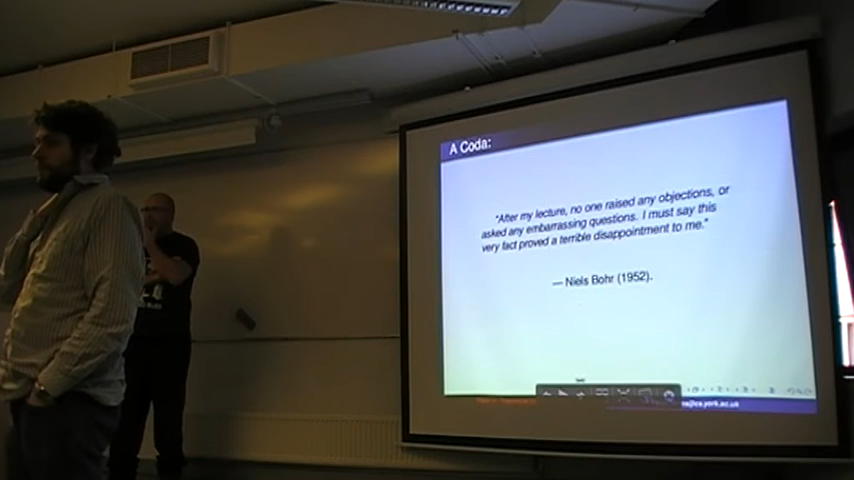 A Coda:
"After my lecture, no one raised any objections, or
asked any embarrassing questions. I must say this
very fact proved a terrible disappointment to me."
— Niels Bohr (1952).